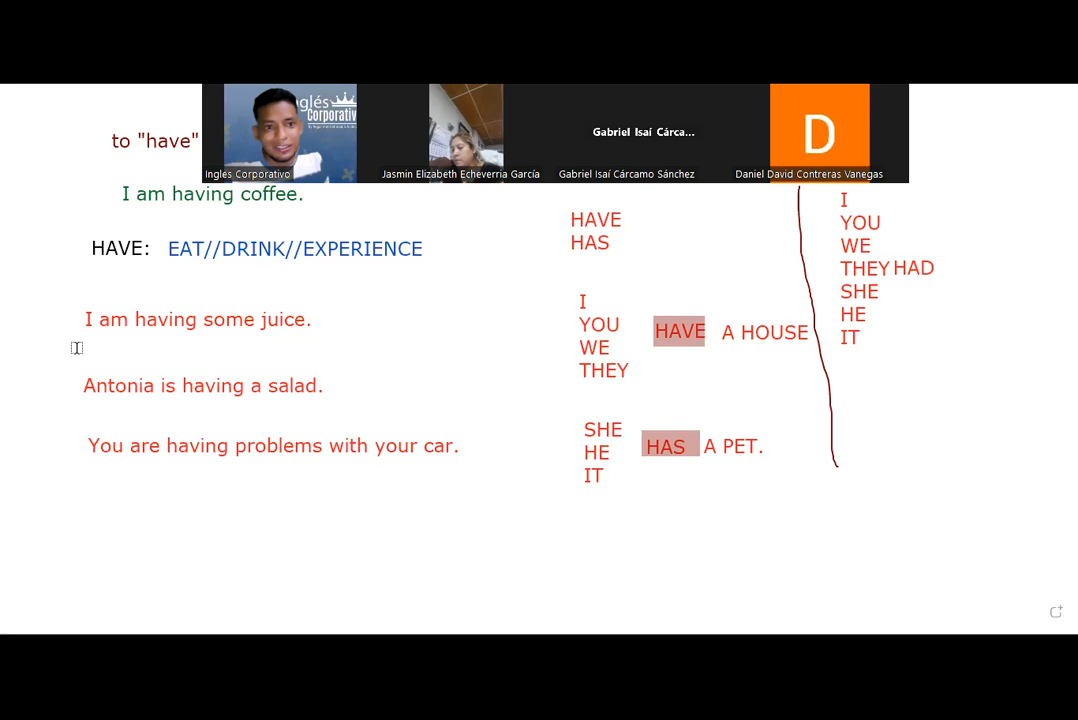 to "have"
nglés
Corporativo
Inglés Corporativo
Jasmin Elizabeth Echeverria García
Gabriel Isaí Cárca...
Gabriel Isaí Cárcamo Sánchez
D
Daniel David Contreras Vanegas
I am having coffee.
HAVE: EAT//DRINK//EXPERIENCE
I am having some juice.
Antonia is having a salad.
You are having problems with your car.
HAVE
HAS
I
YOU
WE
THEY
HAVE A HOUSE
SHE
HE
IT
HAS A PET.
I
YOU
WE
THEY HAD
SHE
HE
IT